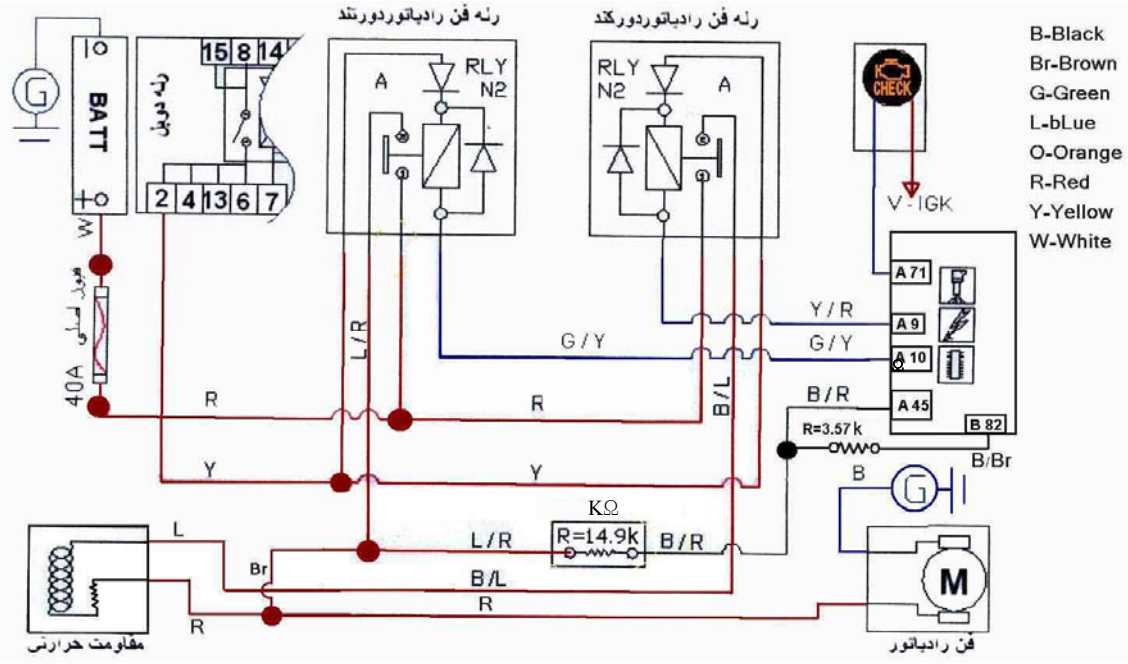 رله فن رادیاتوردورتند
رله فن رادیاتوردورکند
15 8 14
رله دوبل
2 4 13 6 7
BATT
G
W
فیوز اصلی
40A
RLY
N2
A
RLY
N2
A
CHECK
V-IGK
B-Black
Br-Brown
G-Green
L-bLue
O-Orange
R-Red
Y-Yellow
W-White
A 71
A 9
A 10
A 45
B 82
Y / R
G / Y
G / Y
L / R
B / L
B / R
R=3.57 k
B/Br
R
R
Y
Y
KΩ
R=14.9k
L / R
B / R
B
G
M
L
Br
B / L
R
R
مقاومت حرارتی
فن رادیاتور